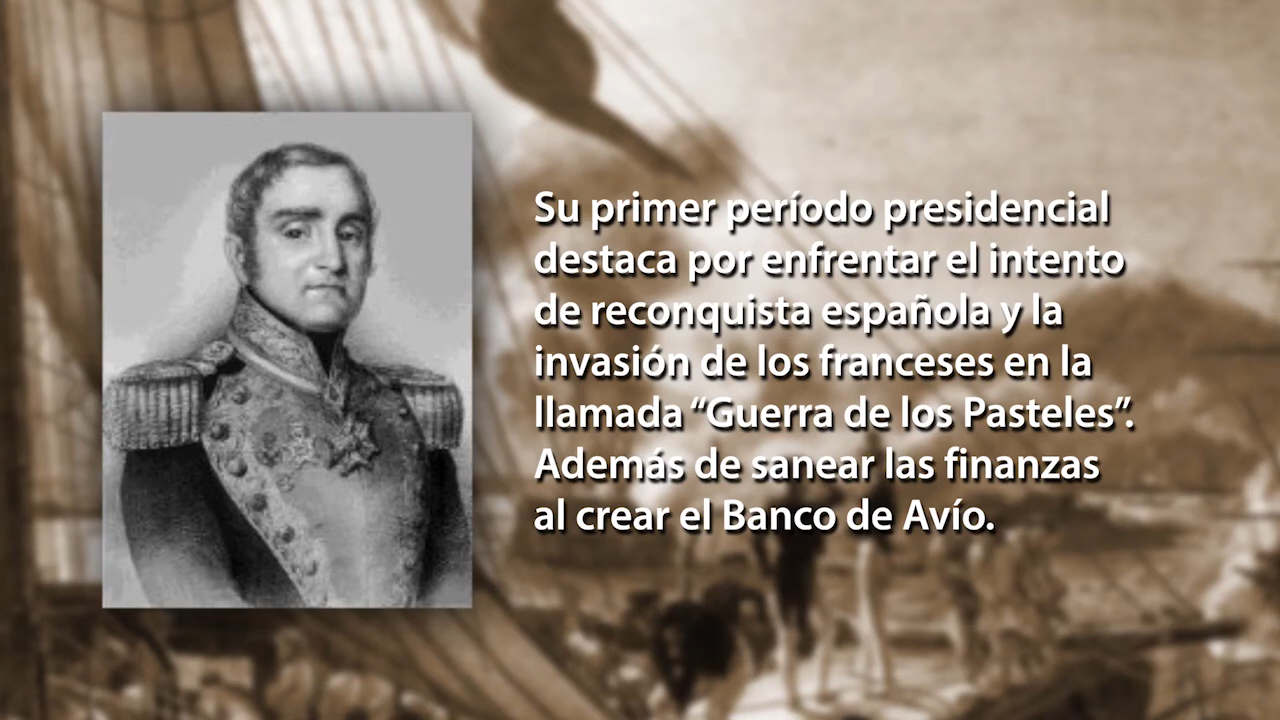 Su primer período presidencial
destaca por enfrentar el intento
de reconquista española y la
invasión de los franceses en la
llamada “Guerra de los Pasteles”.
Además de sanear las finanzas
al crear el Banco de Avío.